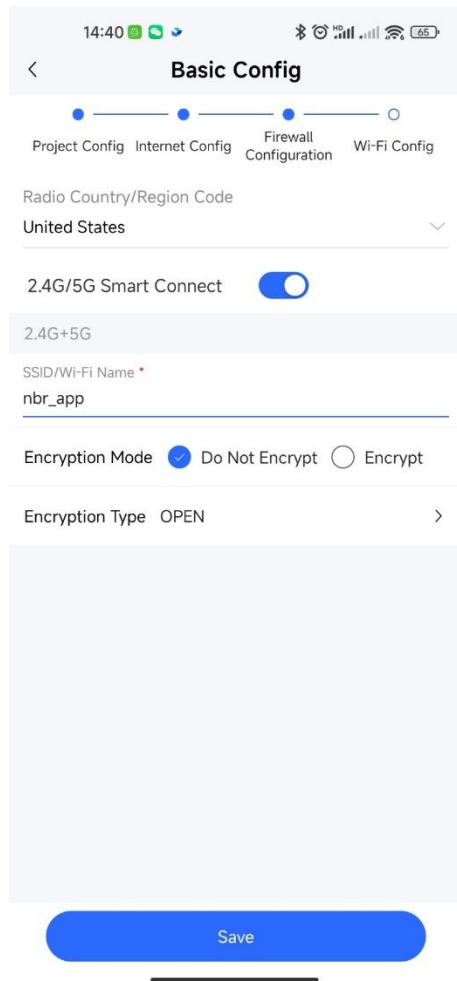 14:40 HD 65
Basic Config
Project Config Internet Config Firewall Configuration Wi-Fi Config
Radio Country/Region Code
United States
2.4G/5G Smart Connect
2.4G+5G
SSID/Wi-Fi Name *
nbr_app
Encryption Mode Do Not Encrypt Encrypt
Encryption Type OPEN
Save